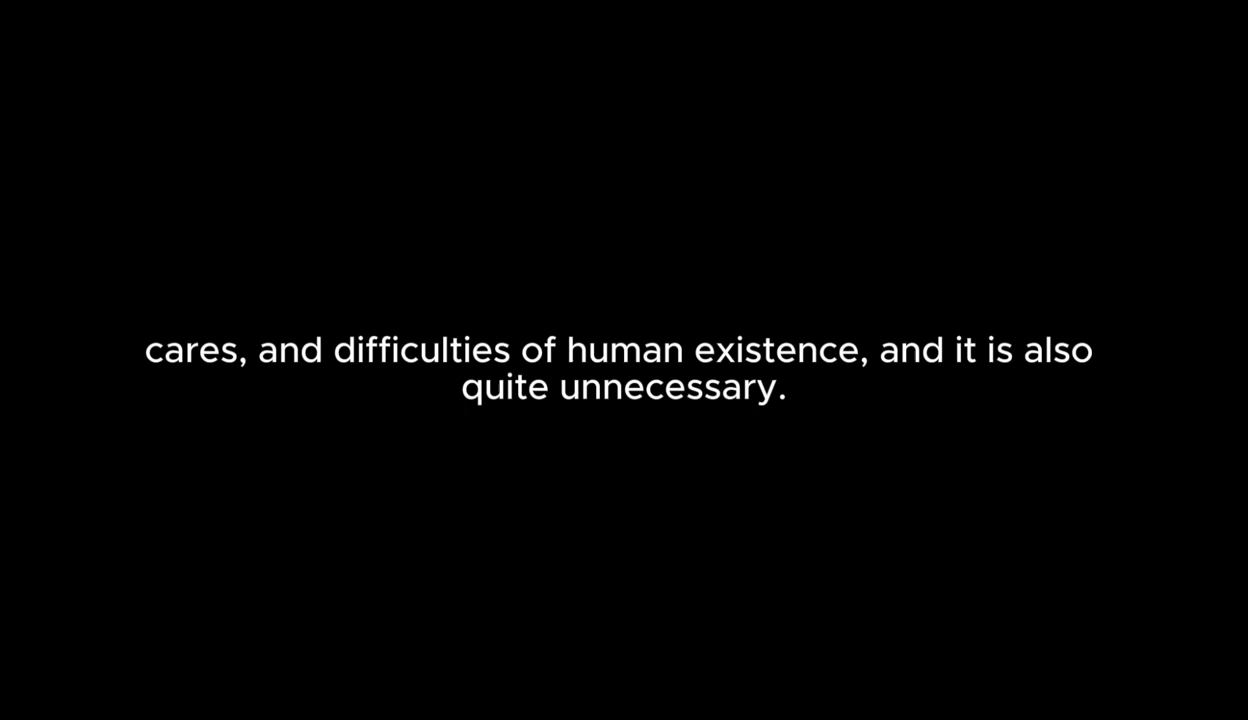 cares, and difficulties of human existence, and it is also
quite unnecessary.